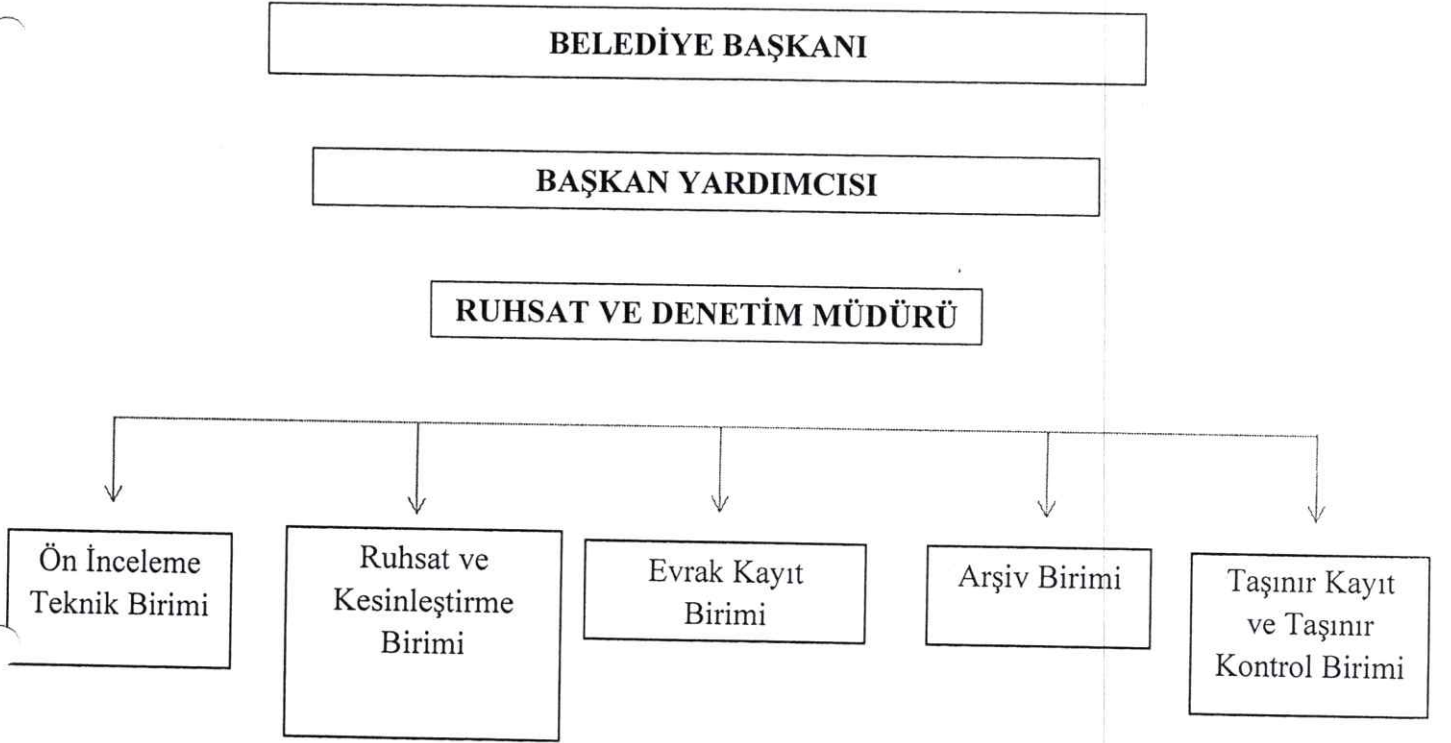 BELEDİYE BAŞKANI
BAŞKAN YARDIMCISI
RUHSAT VE DENETİM MÜDÜRÜ
Ön İnceleme
Teknik Birimi
Ruhsat ve
Kesinleştirme
Birimi
Evrak Kayıt
Birimi
Arşiv Birimi
Taşınır Kayıt
ve Taşınır
Kontrol Birimi